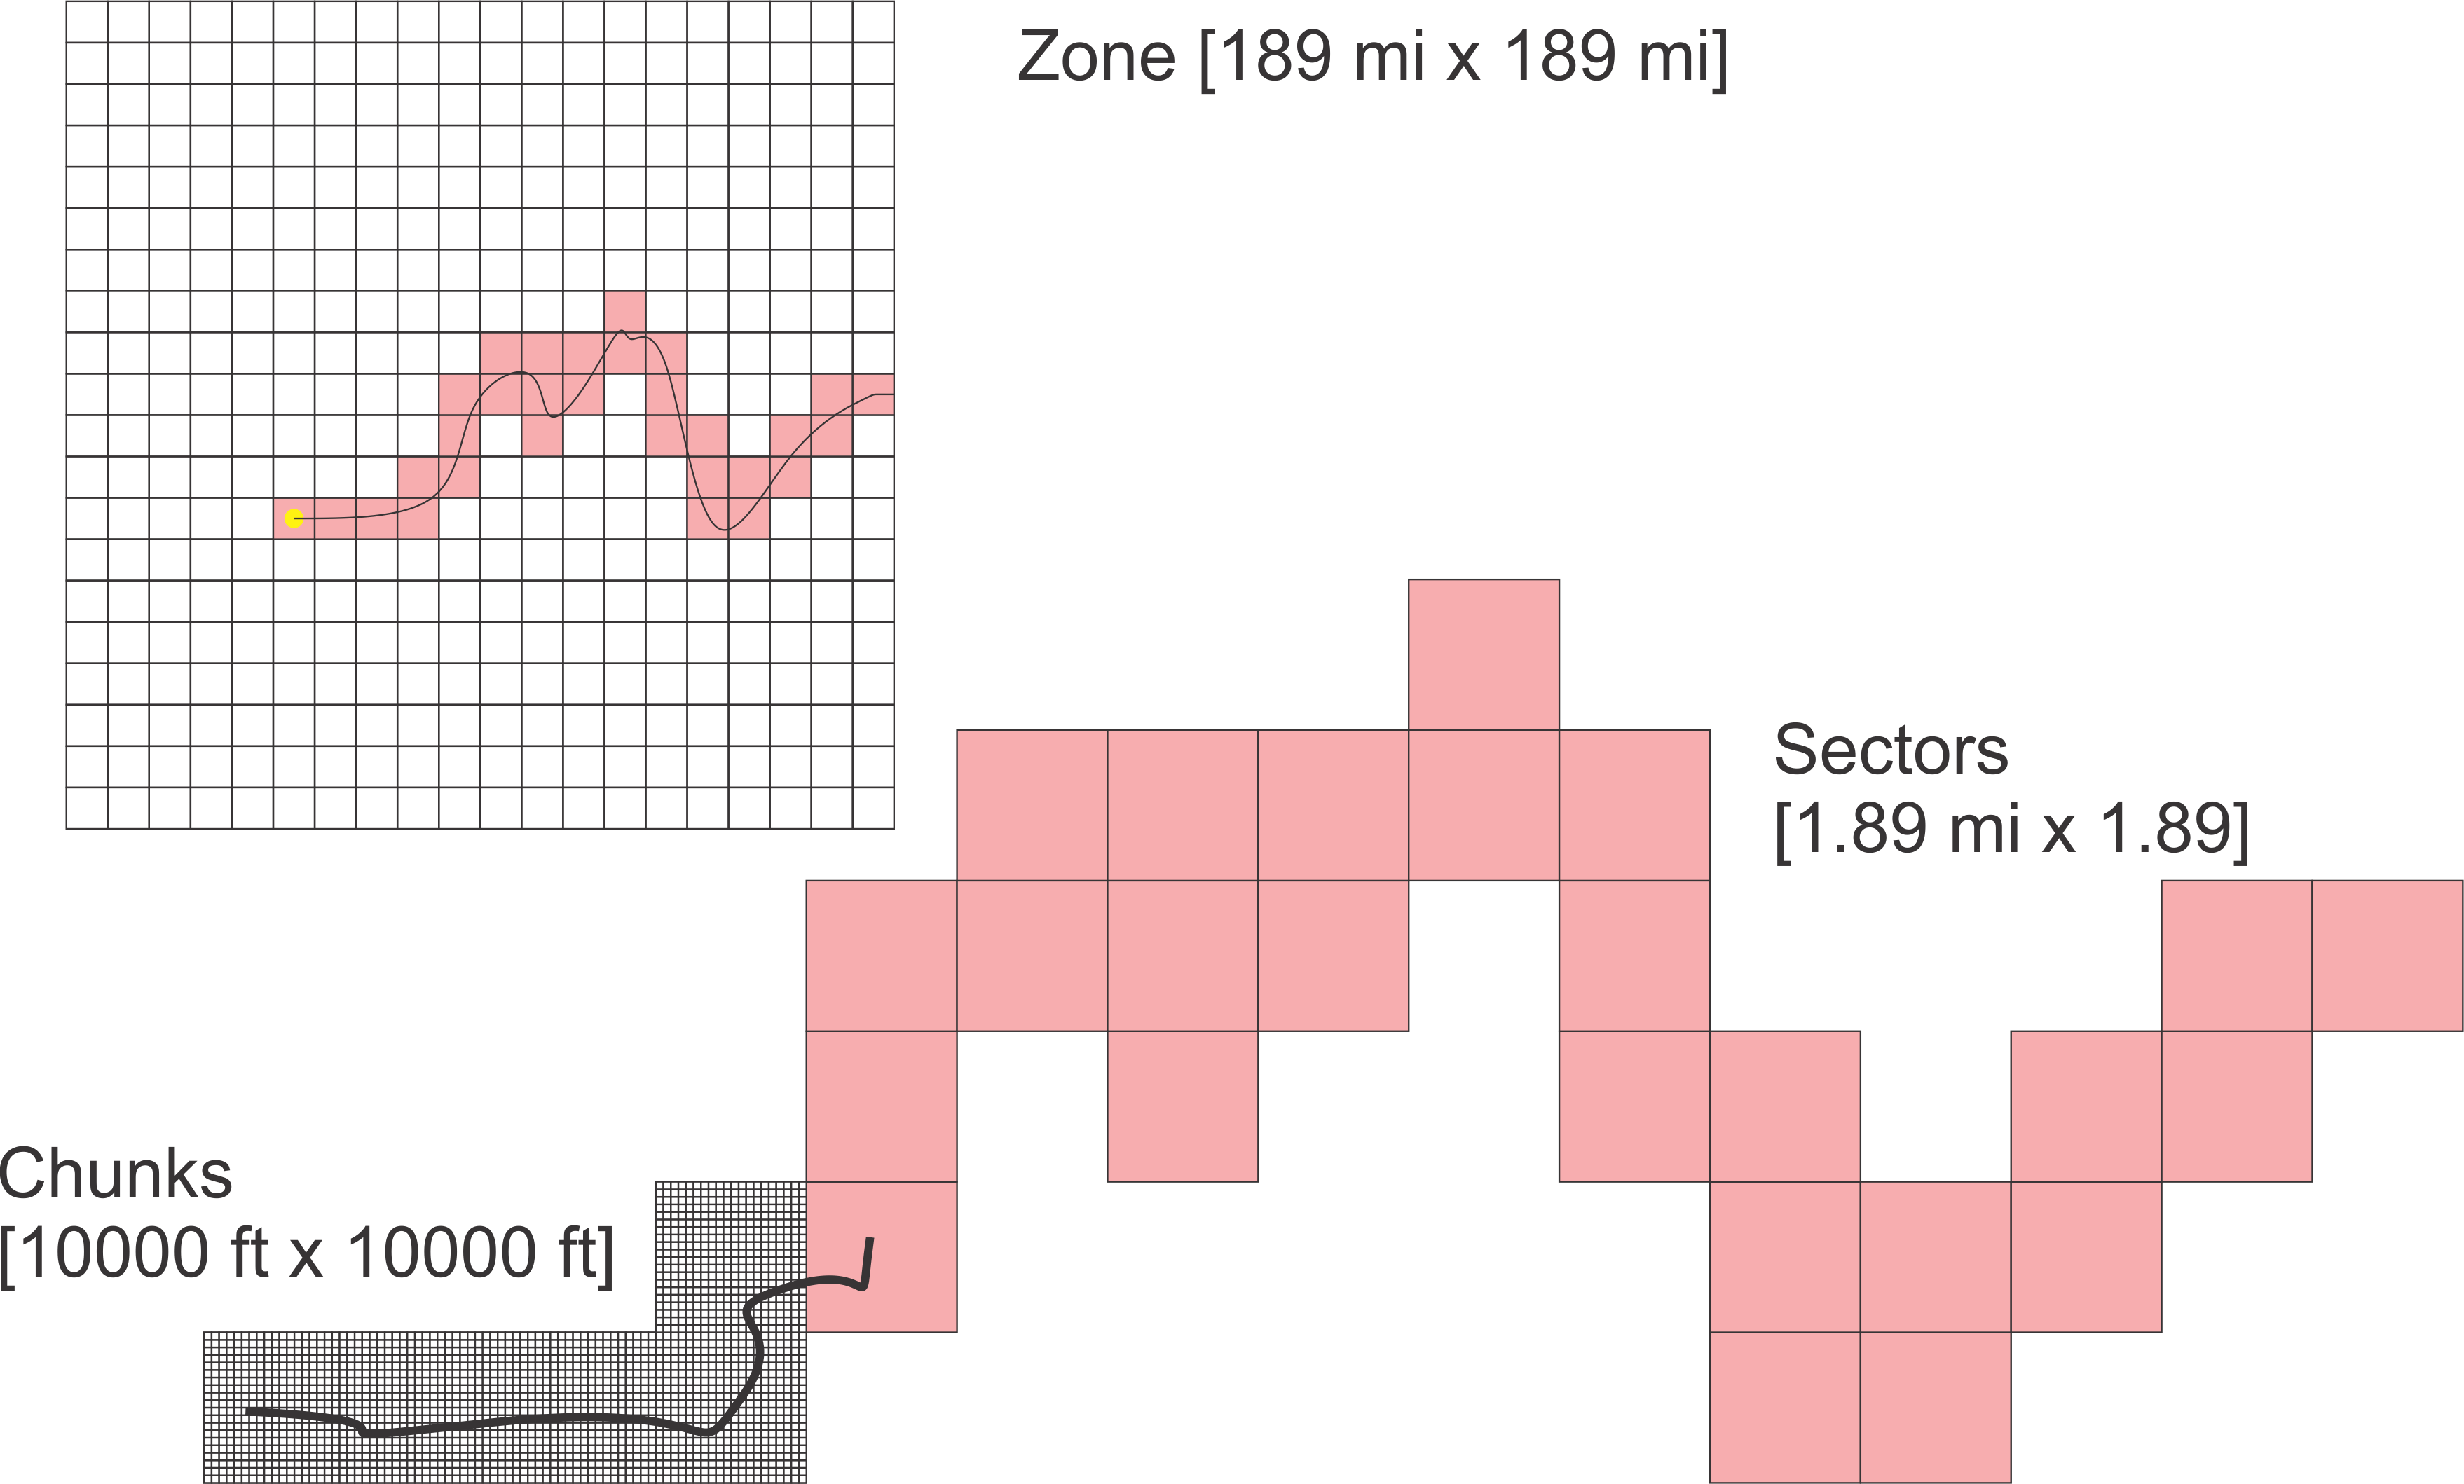 Zone [189 mi x 189 mi]
Sectors
[1.89 mi x 1.89]
Chunks
[10000 ft x 10000 ft]